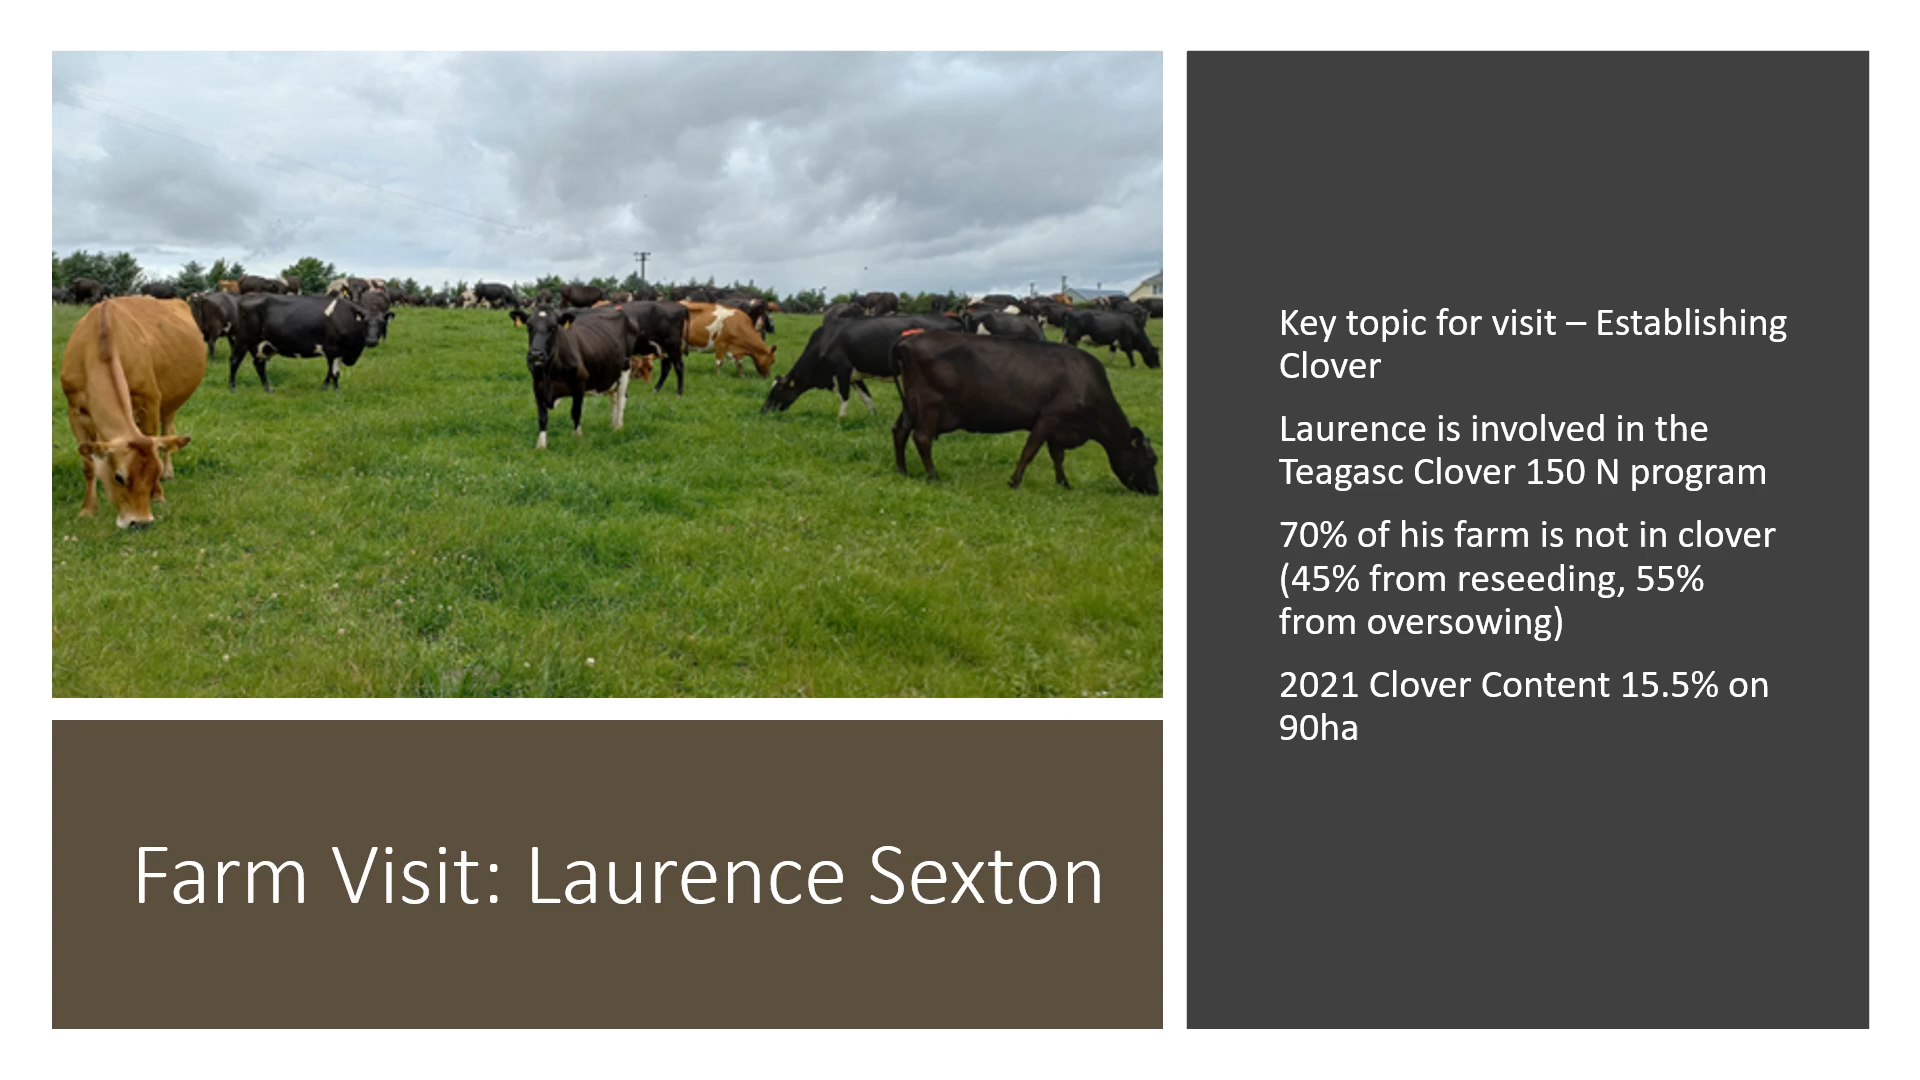 Key topic for visit – Establishing
Clover
Laurence is involved in the
Teagasc Clover 150 N program
70% of his farm is not in clover
(45% from reseeding, 55%
from oversowing)
2021 Clover Content 15.5% on
90ha
Farm Visit: Laurence Sexton